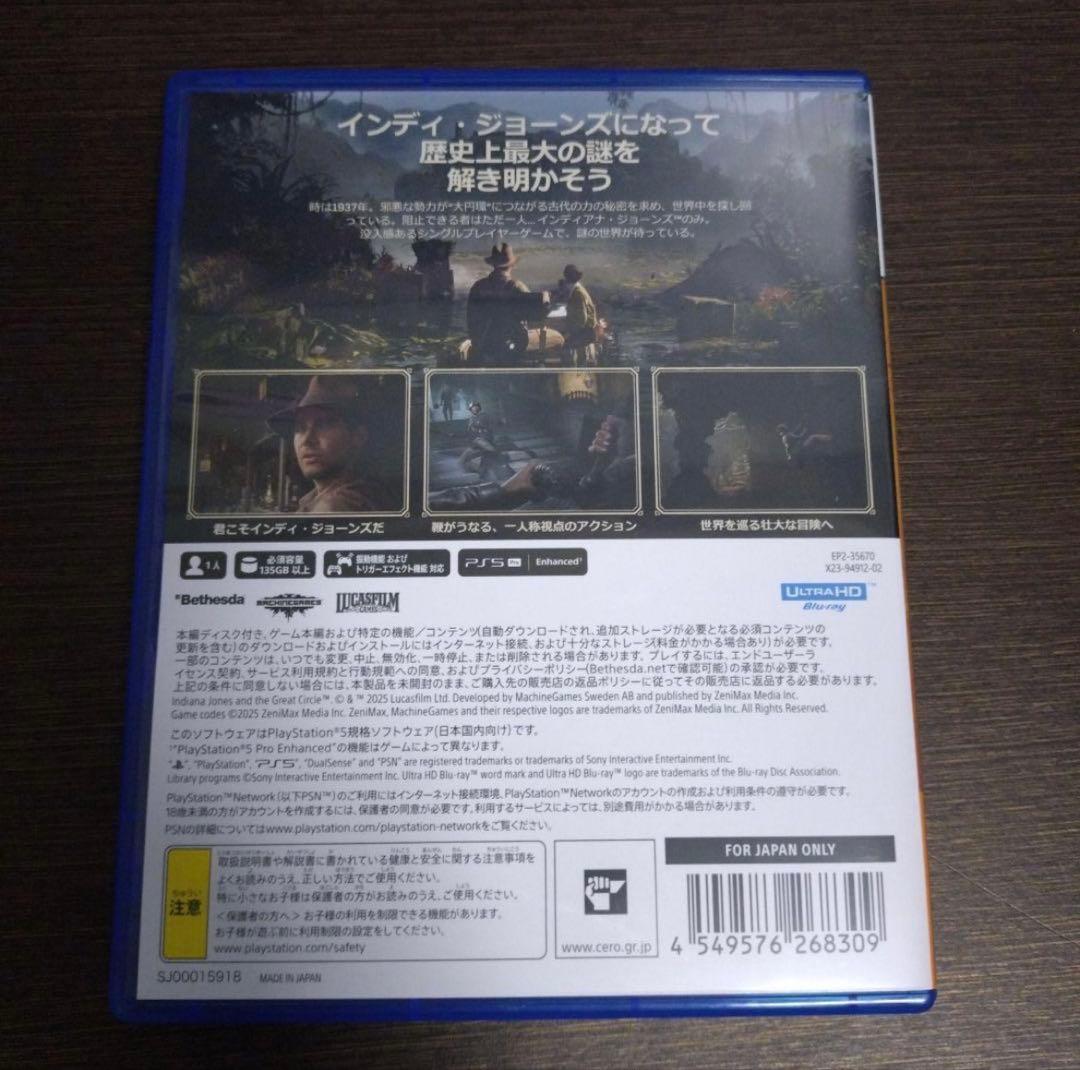 インディ・ジョーンズになって
歴史上最大の謎を
解き明かそう
時は1937年。邪悪な勢力が"大円環"につながる古代の力の秘密を求め、世界中を探し回
っている。阻止できる者はただ一人... インディアナ・ジョーンズ™のみ。
没入感あるシングルプレイヤーゲームで、謎の世界が待っている。
君こそインディ・ジョーンズだ
鞭がうなる、一人称視点のアクション
世界を巡る壮大な冒険へ
1人
必須容量
135GB 以上
振動機能 および
トリガーエフェクト機能 対応
PS5 Pro Enhanced†
EP2-35670
X23-94912-02
Bethesda
MACHINEGAMES
LUCASFILM
GAMES
ULTRA HD™
Blu-ray
本編ディスク付き。ゲーム本編および特定の機能／コンテンツ(自動ダウンロードされ、追加ストレージが必要となる必須コンテンツの
更新を含む)のダウンロードおよびインストールにはインターネット接続、および十分なストレージ(料金がかかる場合あり)が必要です。
一部のコンテンツは、いつでも変更、中止、無効化、一時停止、または削除される場合があります。プレイするには、エンドユーザーラ
イセンス契約、サービス利用規約と行動規範への同意、およびプライバシーポリシー(Bethesda.netで確認可能)の承認が必要です。
上記の条件に同意しない場合には、本製品を未開封のまま、ご購入先の販売店の返品ポリシーに従ってその販売店に返品する必要があります。
Indiana Jones and the Great Circle™. © & ™ 2025 Lucasfilm Ltd. Developed by MachineGames Sweden AB and published by ZeniMax Media Inc.
Game codes ©2025 ZeniMax Media Inc. ZeniMax, MachineGames and their respective logos are trademarks of ZeniMax Media Inc. All Rights Reserved.
このソフトウェアはPlayStation®5規格ソフトウェア(日本国内向け)です。
†"PlayStation®5 Pro Enhanced"の機能はゲームによって異なります。
"PlayStation", "PS5", "DualSense" and "PSN" are registered trademarks or trademarks of Sony Interactive Entertainment Inc.
Library programs ©Sony Interactive Entertainment Inc. Ultra HD Blu-ray™ word mark and Ultra HD Blu-ray™ logo are trademarks of the Blu-ray Disc Association.
PlayStation™Network (以下PSN™)のご利用にはインターネット接続環境、PlayStation™Networkのアカウントの作成および利用条件の遵守が必要です。
18歳未満の方がアカウントを作成するには、保護者の同意が必要です。利用するサービスによっては、別途費用がかかる場合があります。
PSNの詳細についてはwww.playstation.com/playstation-networkをご覧ください。
ちゅうい
注意
取扱説明書や解説書に書かれている健康と安全に関する注意事項を
よくお読みのうえ、正しい方法でご使用ください。
特に小さなお子様は保護者の方がお読みのうえ、ご使用ください。
＜保護者の方へ＞お子様の利用を制限できる機能があります。
お子様が遊ぶ前に利用制限の設定をしてください。
www.playstation.com/safety
www.cero.gr.jp
FOR JAPAN ONLY
4 549576 268309
SJ00015918 MADE IN JAPAN